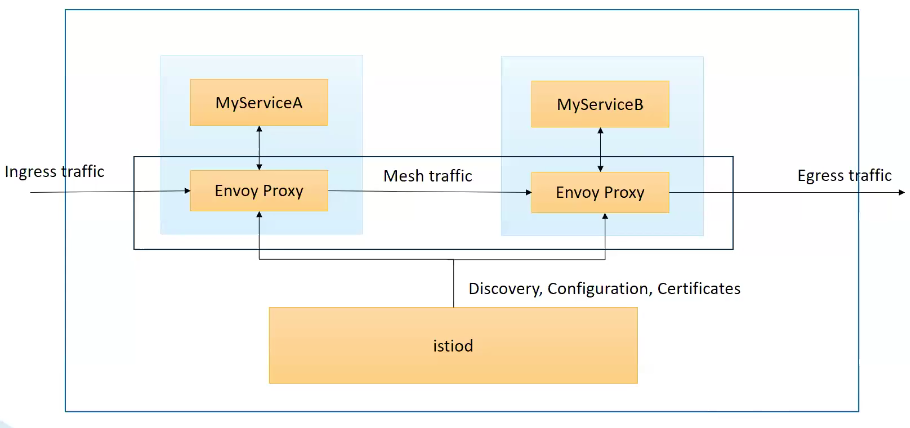 MyServiceA
MyServiceB
Ingress traffic
Envoy Proxy
Mesh traffic
Envoy Proxy
Egress traffic
Discovery, Configuration, Certificates
istiod